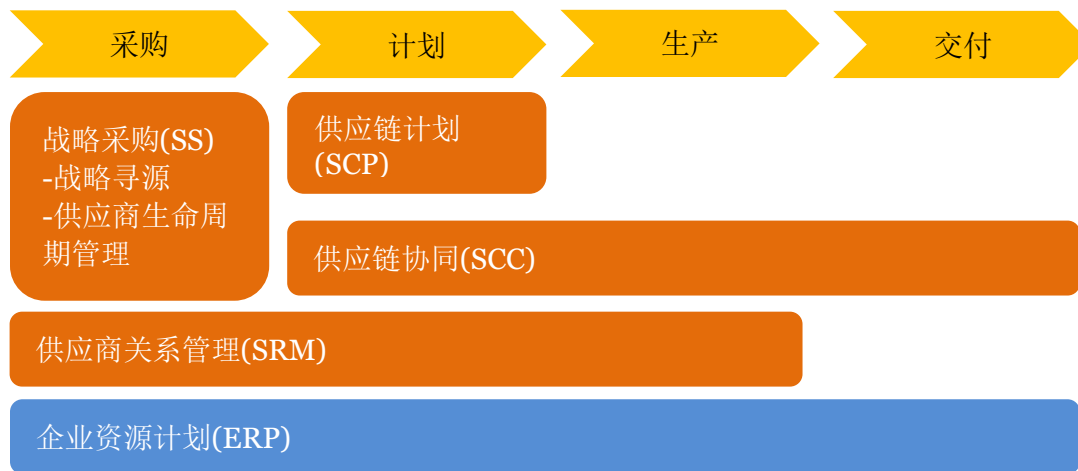 采购
计划
生产
交付
战略采购(SS)
-战略寻源
-供应商生命周
期管理
供应链计划
(SCP)
供应链协同(SCC)
供应商关系管理(SRM)
企业资源计划(ERP)